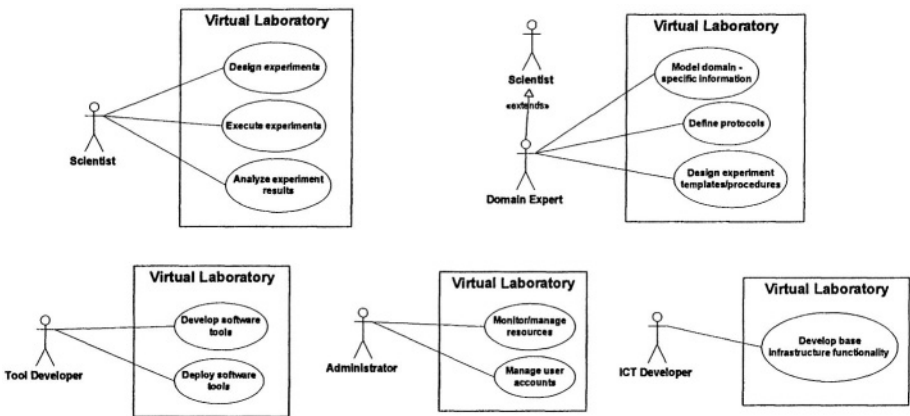 Virtual Laboratory
Design experiments
Execute experiments
Analyze experiment
results
Scientist
Virtual Laboratory
Scientist
«extends»
Domain Expert
Model domain -
specific information
Define protocols
Design experiment
templates/procedures
Virtual Laboratory
Develop software
tools
Deploy software
tools
Tool Developer
Virtual Laboratory
Monitor/manage
resources
Manage user
accounts
Administrator
Virtual Laboratory
Develop base
infrastructure functionality
ICT Developer